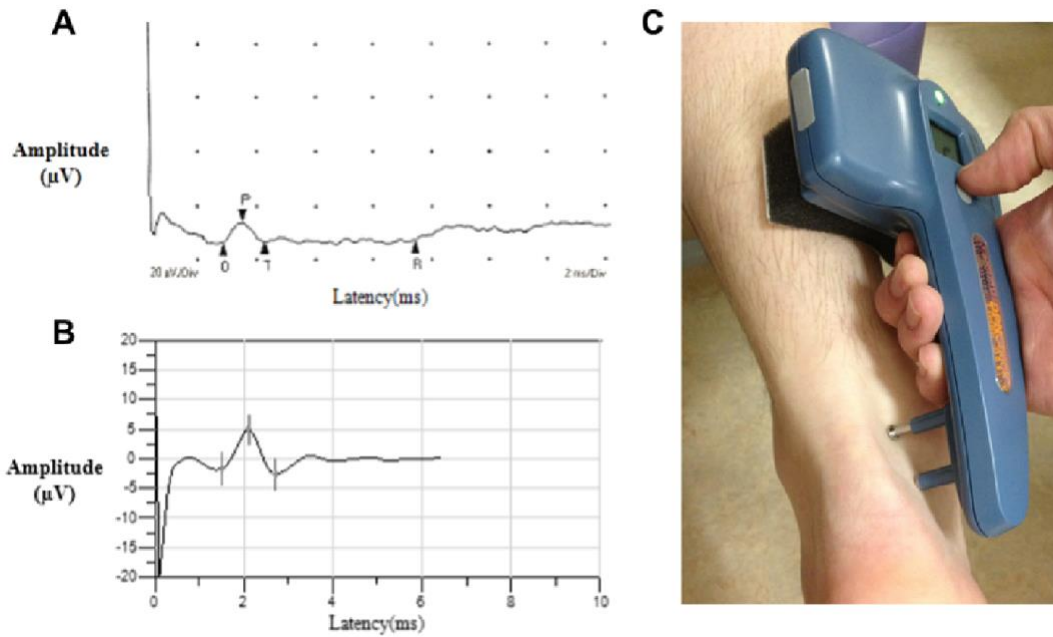 A
Amplitude
(µV)
P
O
T
R
20 µV/Div
2 ms/Div
Latency(ms)
B
20
15
10
5
0
-5
-10
-15
-20
0
2
4
6
8
10
Amplitude
(µV)
Latency(ms)
C